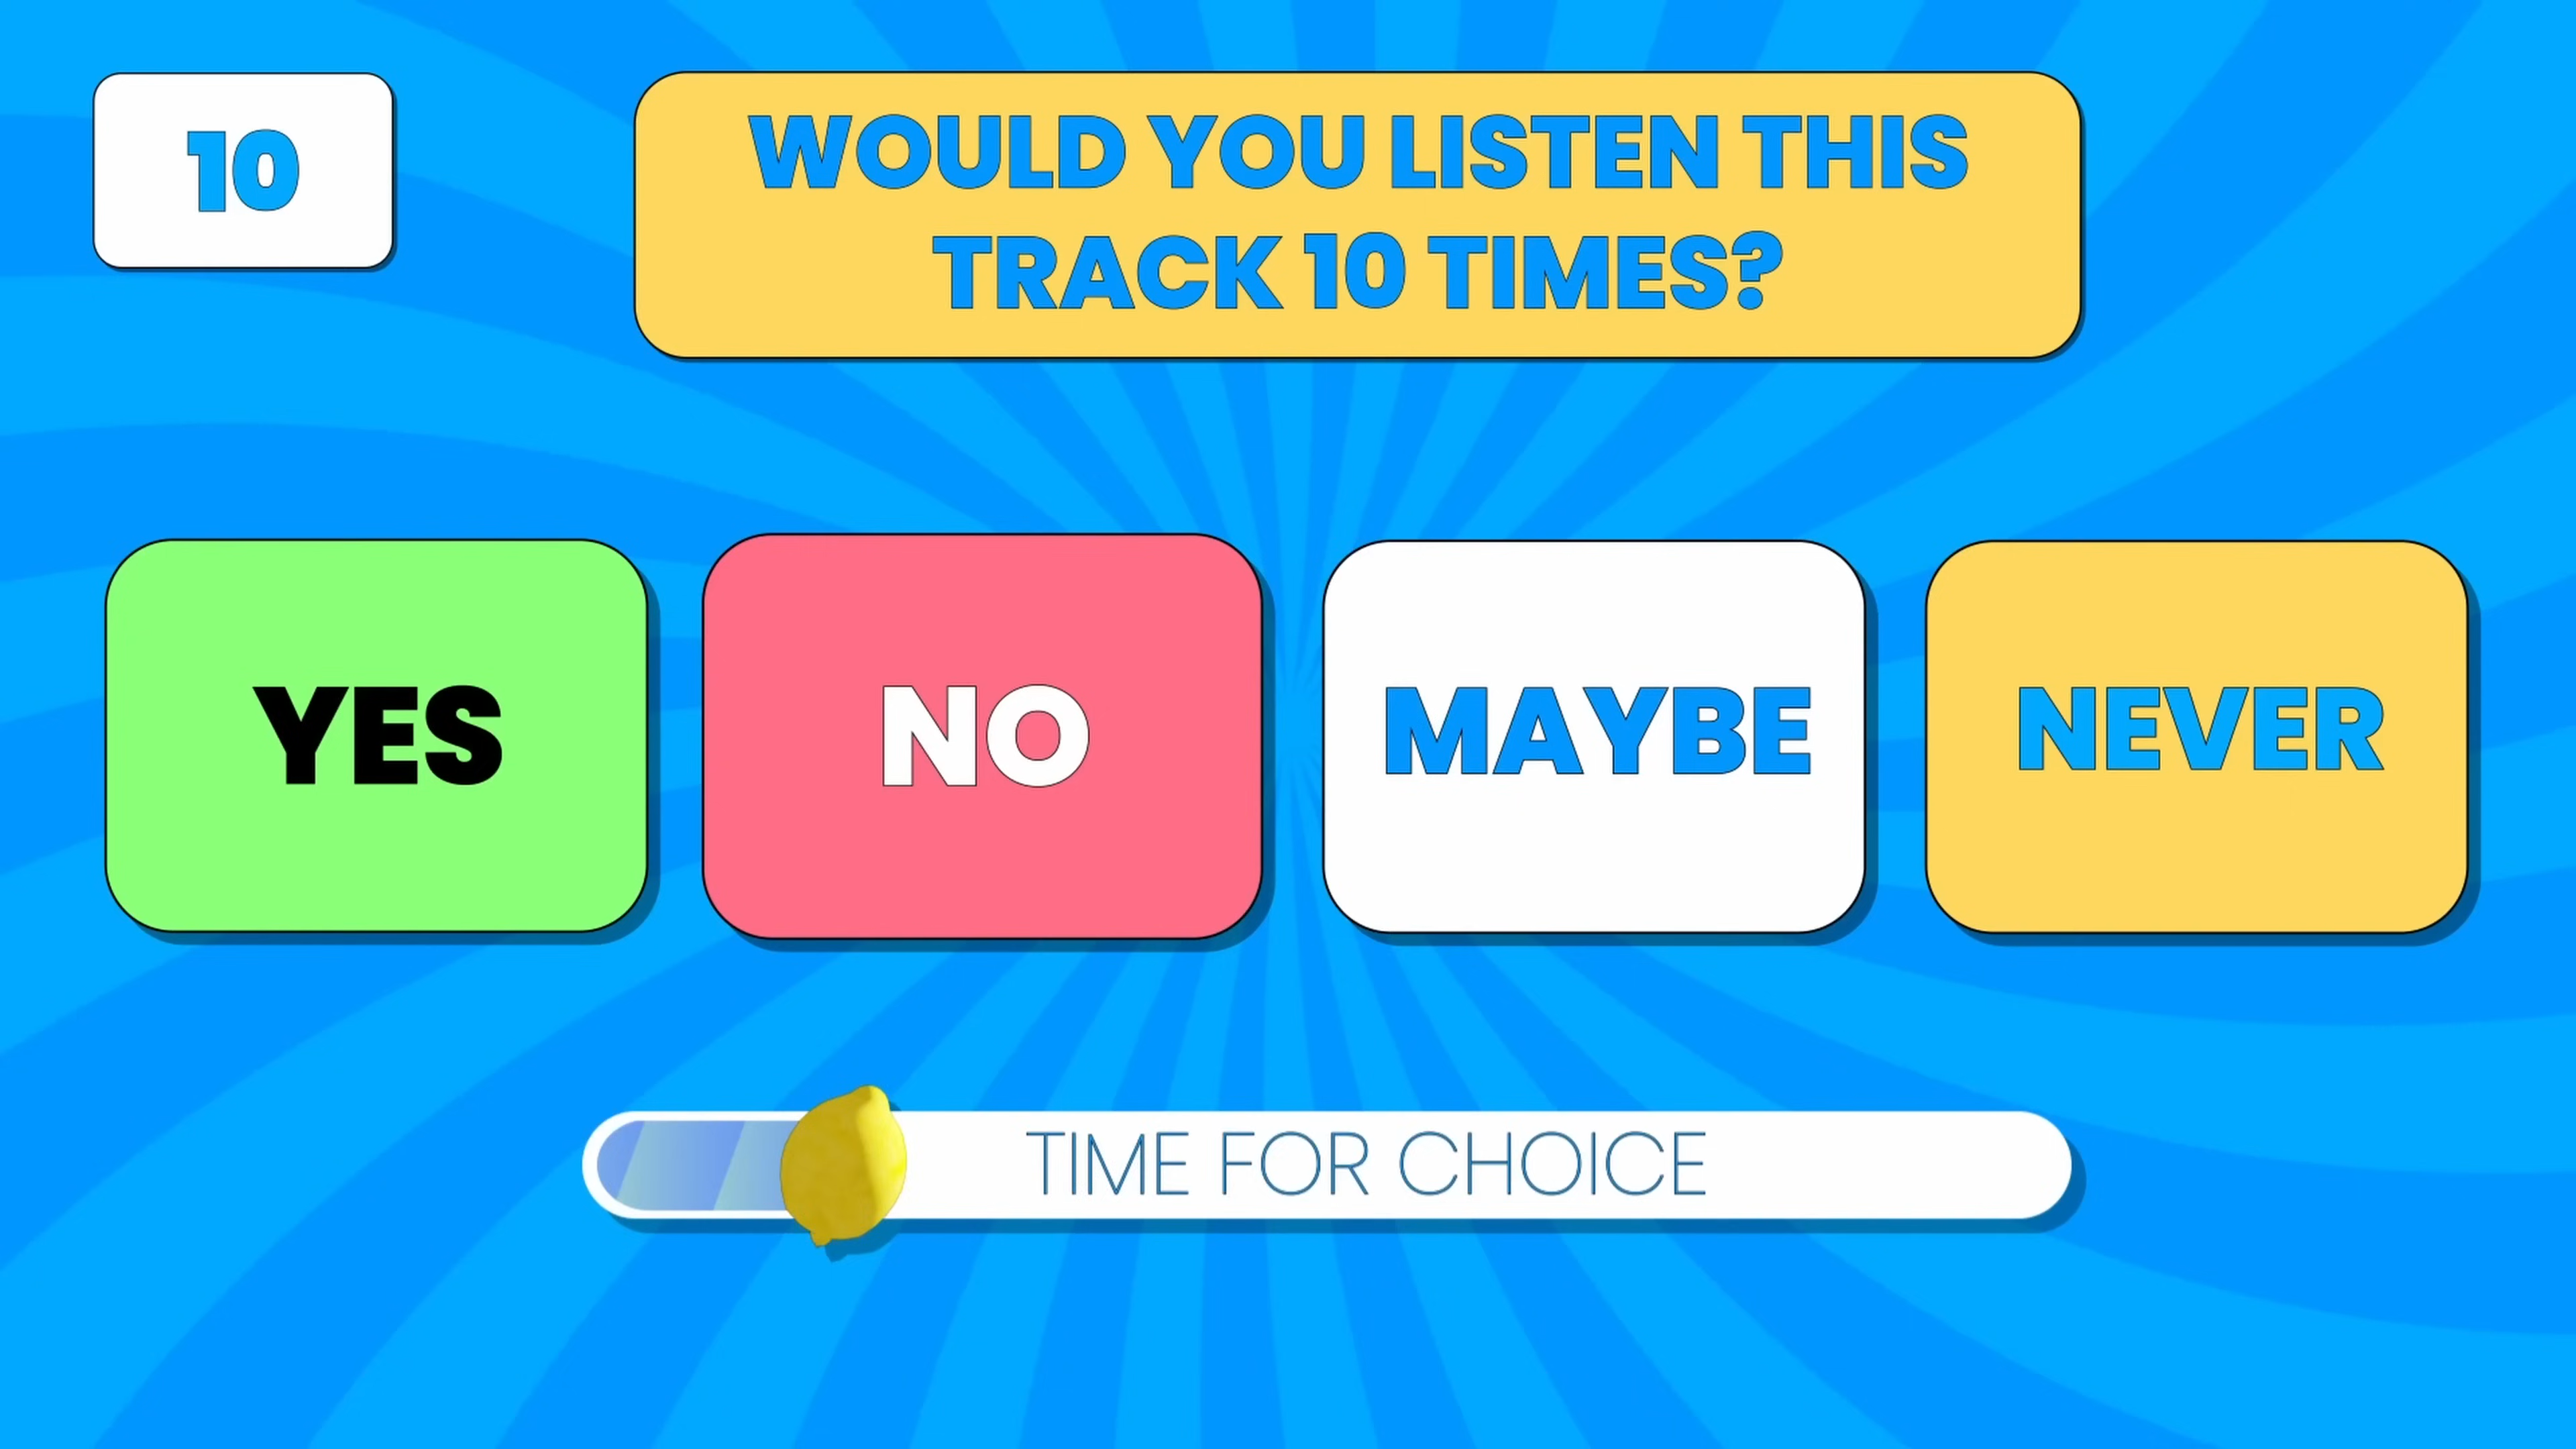 10
WOULD YOU LISTEN THIS
TRACK 10 TIMES?
YES
NO
MAYBE
NEVER
TIME FOR CHOICE